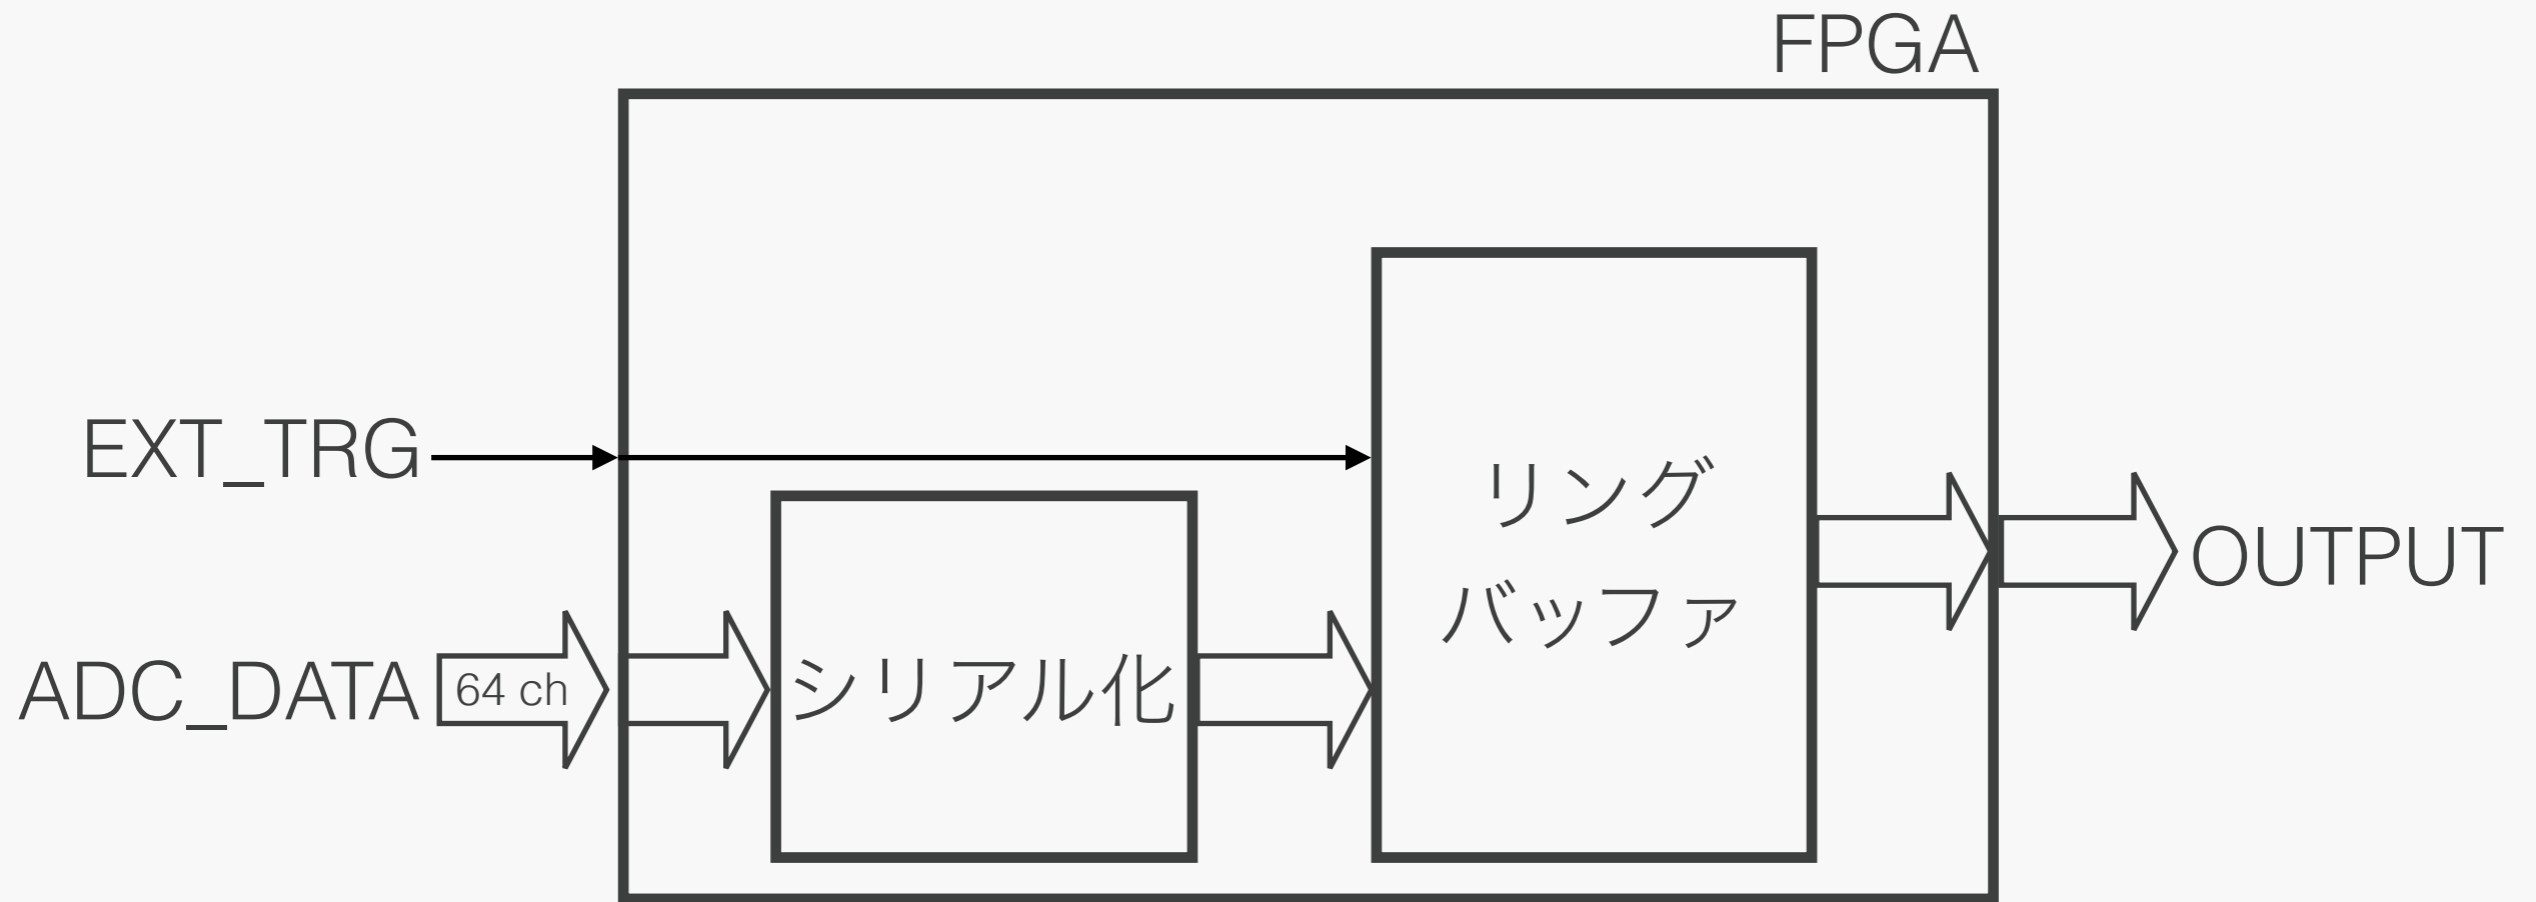 FPGA
EXT_TRG
リング
バッファ
OUTPUT
ADC_DATA
64 ch
シリアル化